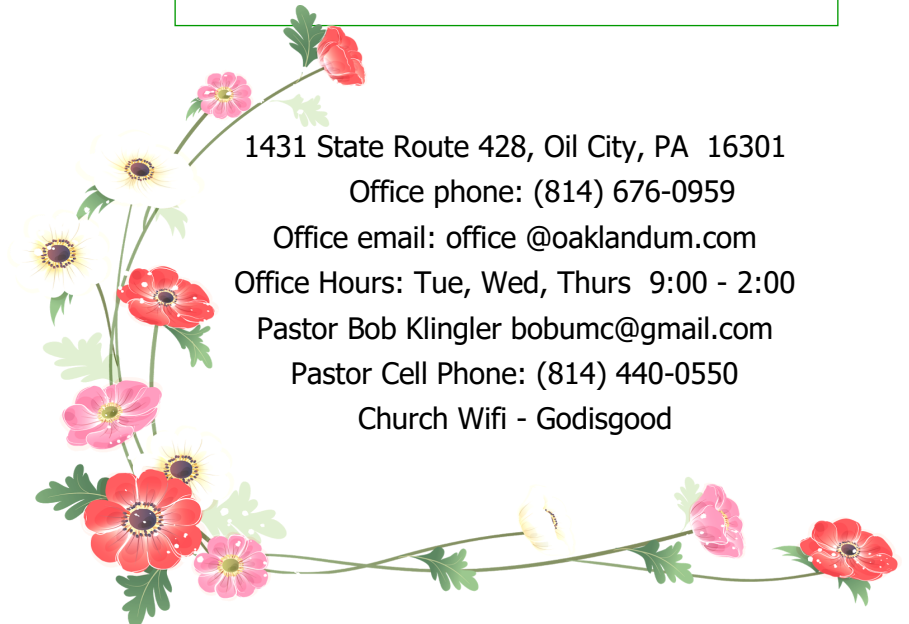 1431 State Route 428, Oil City, PA  16301
Office phone: (814) 676-0959
Office email: office @oaklandum.com
Office Hours: Tue, Wed, Thurs  9:00 - 2:00
Pastor Bob Klingler bobumc@gmail.com
Pastor Cell Phone: (814) 440-0550
Church Wifi - Godisgood